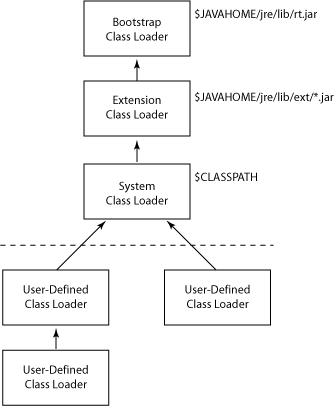 Bootstrap
Class Loader
$JAVAHOME/jre/lib/rt.jar
Extension
Class Loader
$JAVAHOME/jre/lib/ext/*.jar
System
Class Loader
$CLASSPATH
User-Defined
Class Loader
User-Defined
Class Loader
User-Defined
Class Loader